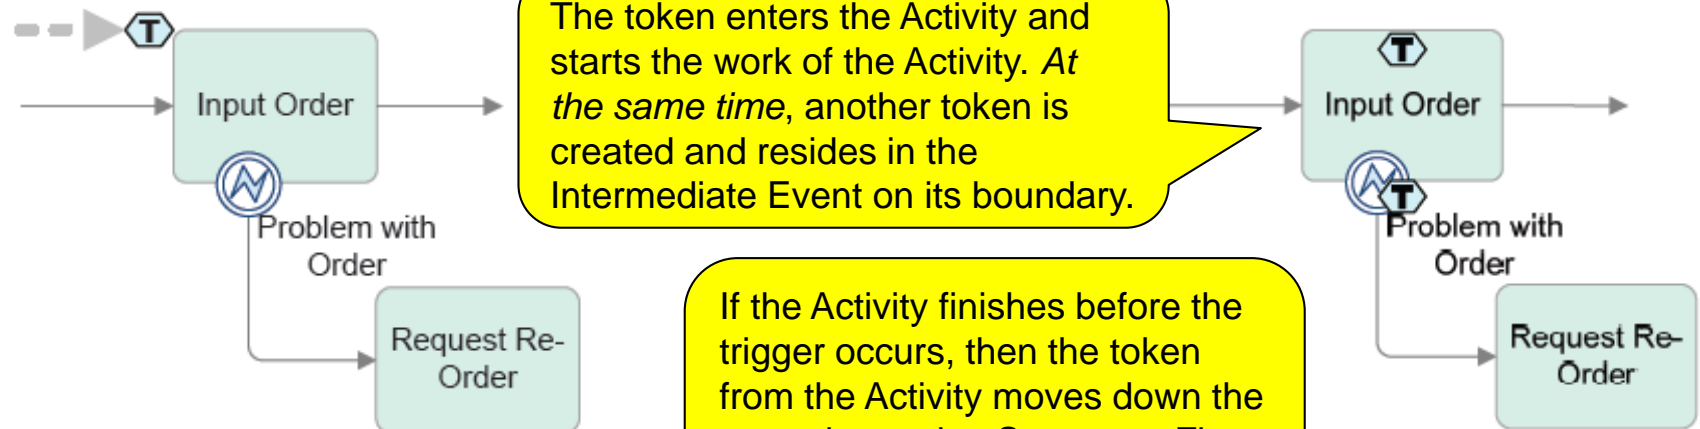 T
Input Order
Problem with
Order
Request Re-
Order
The token enters the Activity and
starts the work of the Activity. At
the same time, another token is
created and resides in the
Intermediate Event on its boundary.
If the Activity finishes before the
trigger occurs, then the token
from the Activity moves down the
T
Input Order
T
Problem with
Order
Request Re-
Order